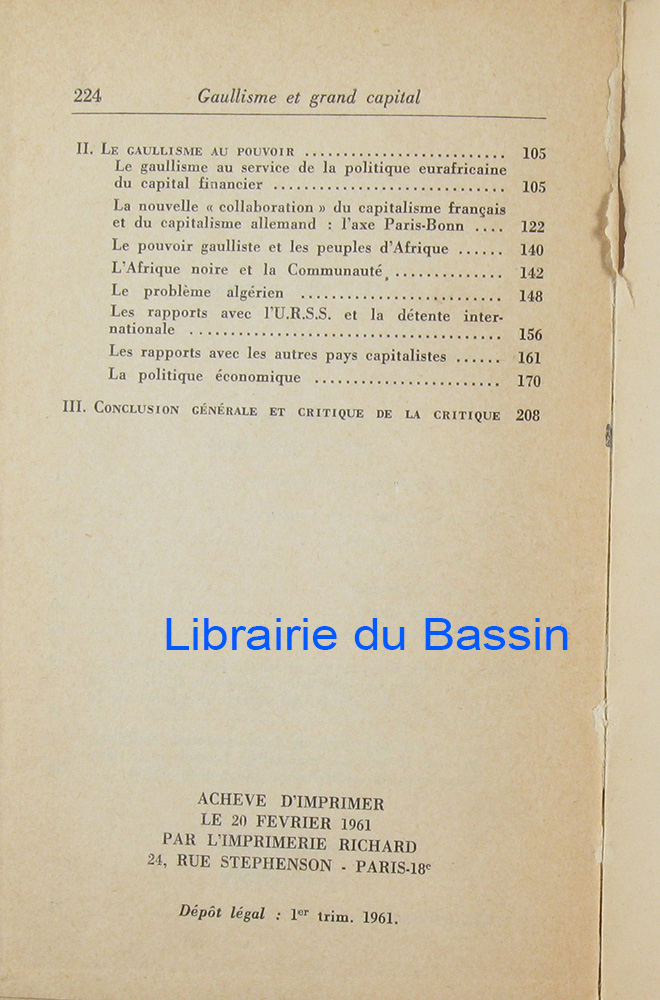 224 Gaullisme et grand capital
II. LE GAULLISME AU POUVOIR .......................... 105
Le gaullisme au service de la politique eurafricaine
du capital financier .............................. 105
La nouvelle « collaboration » du capitalisme français
et du capitalisme allemand : l'axe Paris-Bonn .... 122
Le pouvoir gaulliste et les peuples d'Afrique ...... 140
L'Afrique noire et la Communauté .............. 142
Le problème algérien .......................... 148
Les rapports avec l'U.R.S.S. et la détente inter-
nationale ........................................ 156
Les rapports avec les autres pays capitalistes ...... 161
La politique économique ........................ 170
III. CONCLUSION GÉNÉRALE ET CRITIQUE DE LA CRITIQUE 208
Librairie du Bassin
ACHEVE D'IMPRIMER
LE 20 FEVRIER 1961
PAR L'IMPRIMERIE RICHARD
24, RUE STEPHENSON - PARIS-18e
Dépôt légal : 1er trim. 1961.